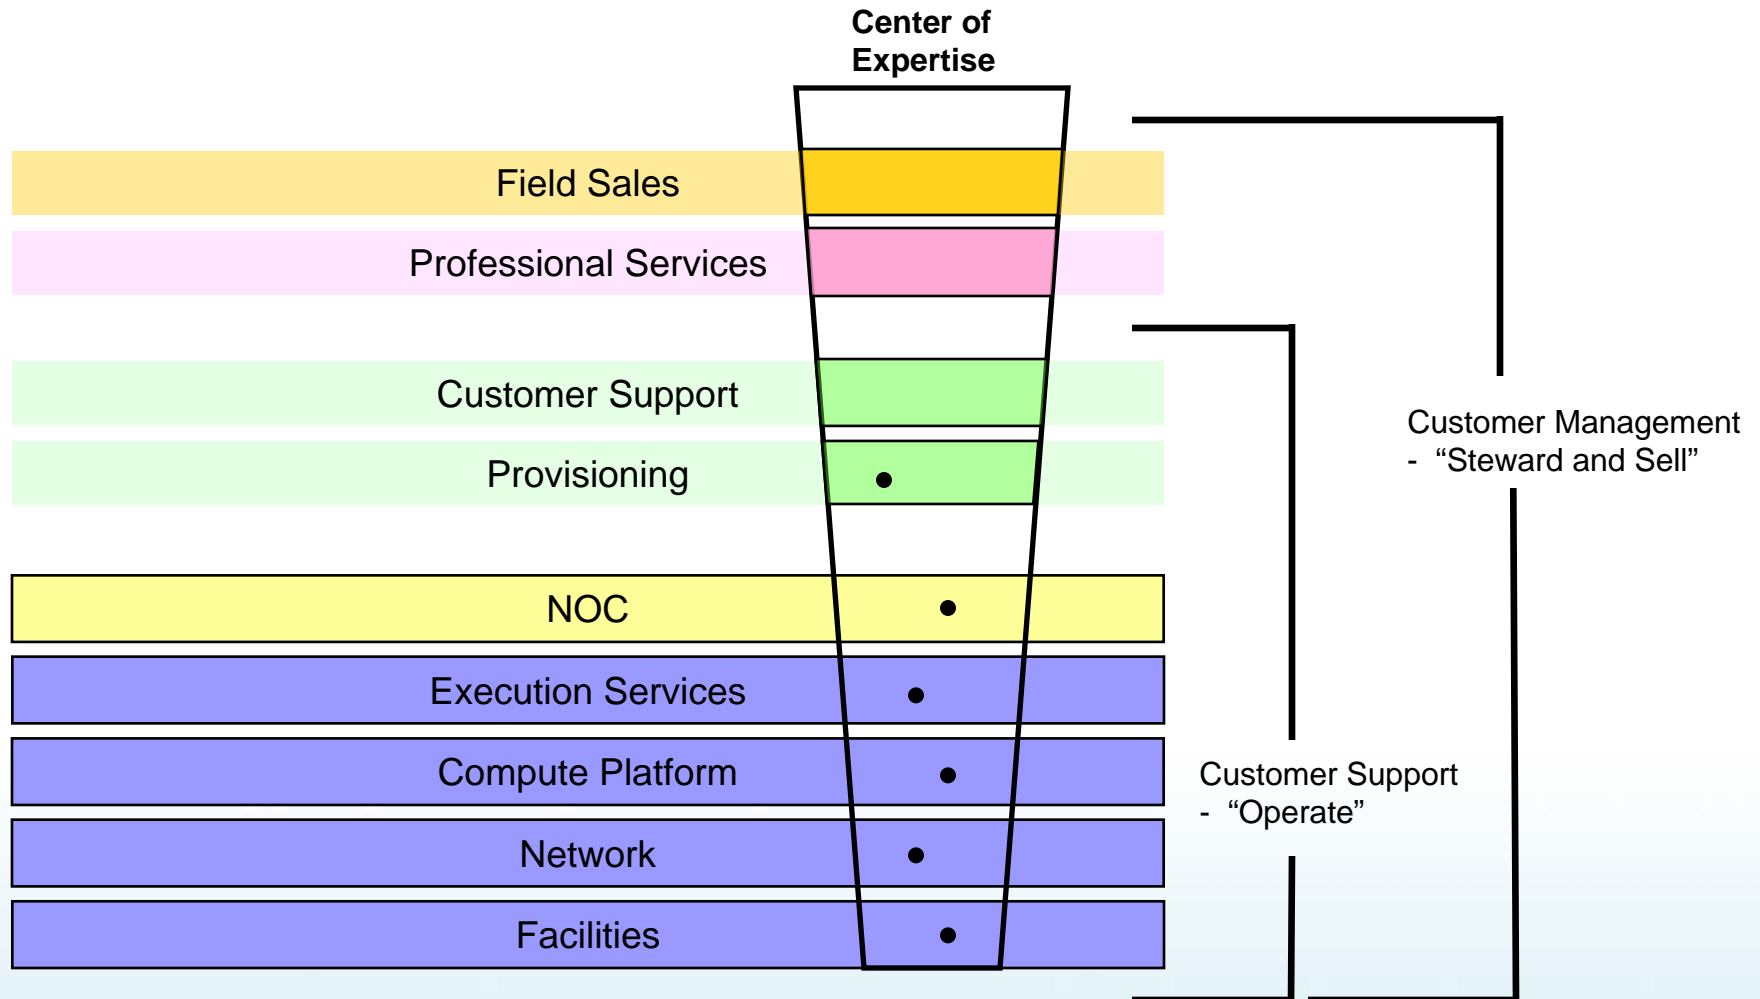 Center of
Expertise
Field Sales
Professional Services
Customer Support
Provisioning
NOC
Execution Services
Compute Platform
Network
Facilities
Customer Management
- “Steward and Sell”
Customer Support
- “Operate”